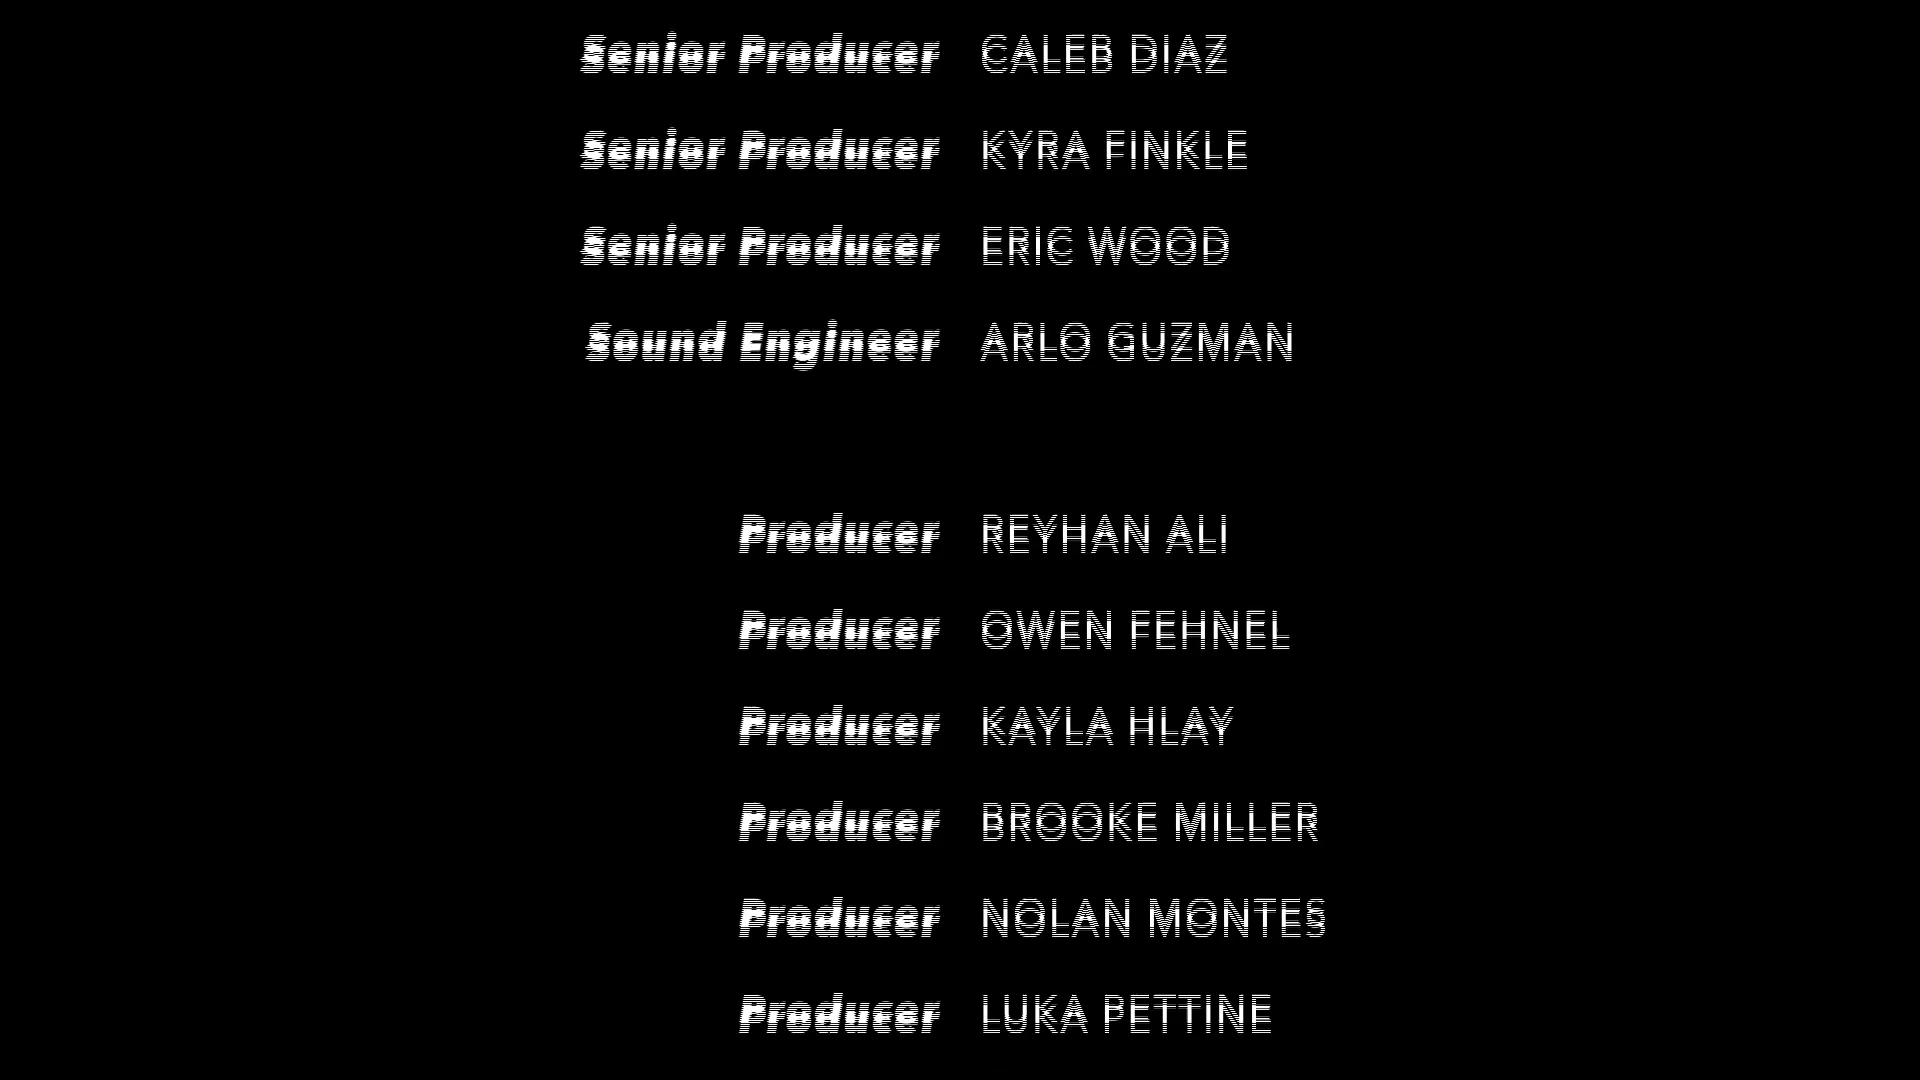 Senior Producer CALEB DIAZ
Senior Producer KYRA FINKLE
Senior Producer ERIC WOOD
Sound Engineer ARLO GUZMAN
Producer REYHAN ALI
Producer OWEN FEHNEL
Producer KAYLA HLAY
Producer BROOKE MILLER
Producer NOLAN MONTES
Producer LUKA PETTINE